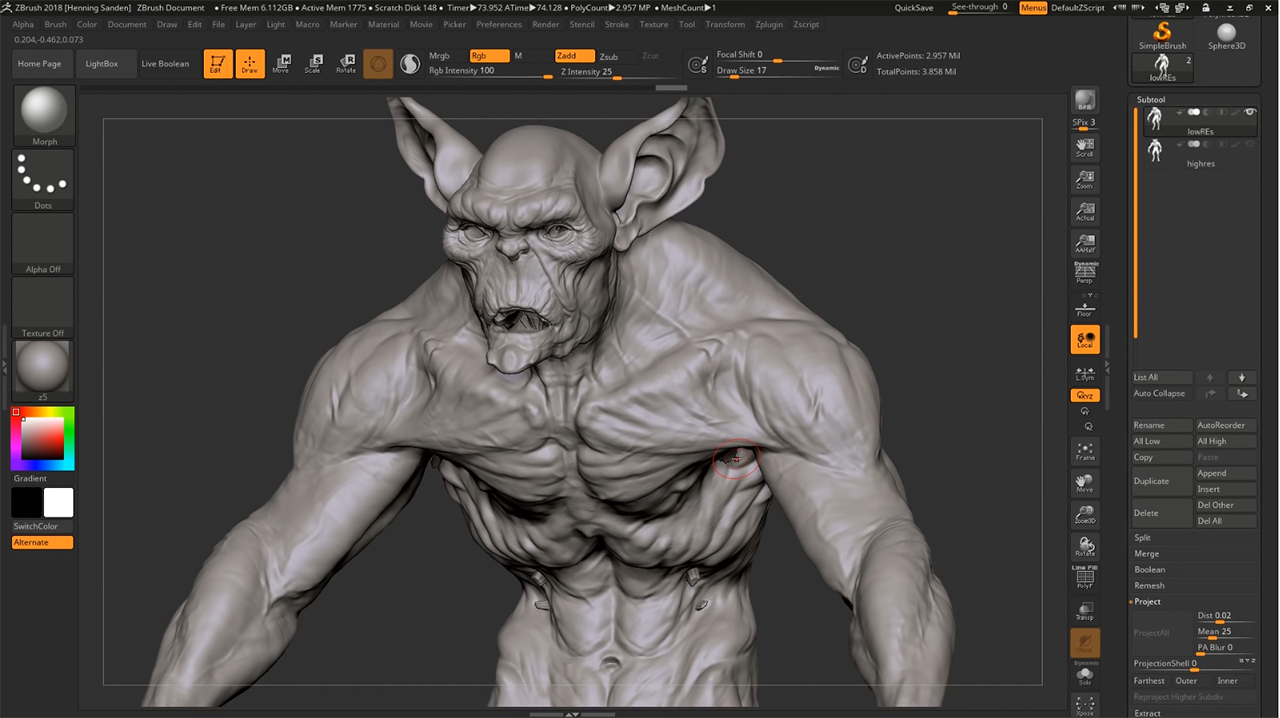 ZBrush 2018 [Henning Sanden] ZBrush Document • Free Mem 6.112GB • Active Mem 1775 • Scratch Disk 148 • Timer▶73.952 ATime▶74.128 • PolyCount▶2.957 MP • MeshCount▶1 QuickSave See-through 0 Menus DefaultZScript
Alpha Brush Color Document Draw Edit File Layer Light Macro Marker Material Movie Picker Preferences Render Stencil Stroke Texture Tool Transform Zplugin Zscript
0.204,-0.462,0.073
Home Page LightBox Live Boolean
Edit Draw Move Scale Rotate
Mrgb Rgb M
Rgb Intensity 100
Zadd Zsub Zcut
Z Intensity 25
Focal Shift 0
Draw Size 17 Dynamic
S
D
ActivePoints: 2.957 Mil
TotalPoints: 3.858 Mil
Morph
Dots
Alpha Off
Texture Off
z5
Gradient
SwitchColor
Alternate
BPR
SPix 3
Scroll
Zoom
Actual
AAHalf
Dynamic
Persp
Floor
Local
L.Sym
XYZ
Frame
Move
Zoom3D
Rotate
Line Fill
PolyF
Transp
Ghost
Dynamic
Solo
Xpose
SimpleBrush Sphere3D
2
lowREs
Subtool
lowREs
highres
List All
Auto Collapse
Rename AutoReorder
All Low All High
Copy Paste
Duplicate Append
Insert
Delete Del Other
Del All
Split
Merge
Boolean
Remesh
Project
ProjectAll Dist 0.02
Mean 25
PA Blur 0
ProjectionShell 0
Farthest Outer Inner
Reproject Higher Subdiv
Extract